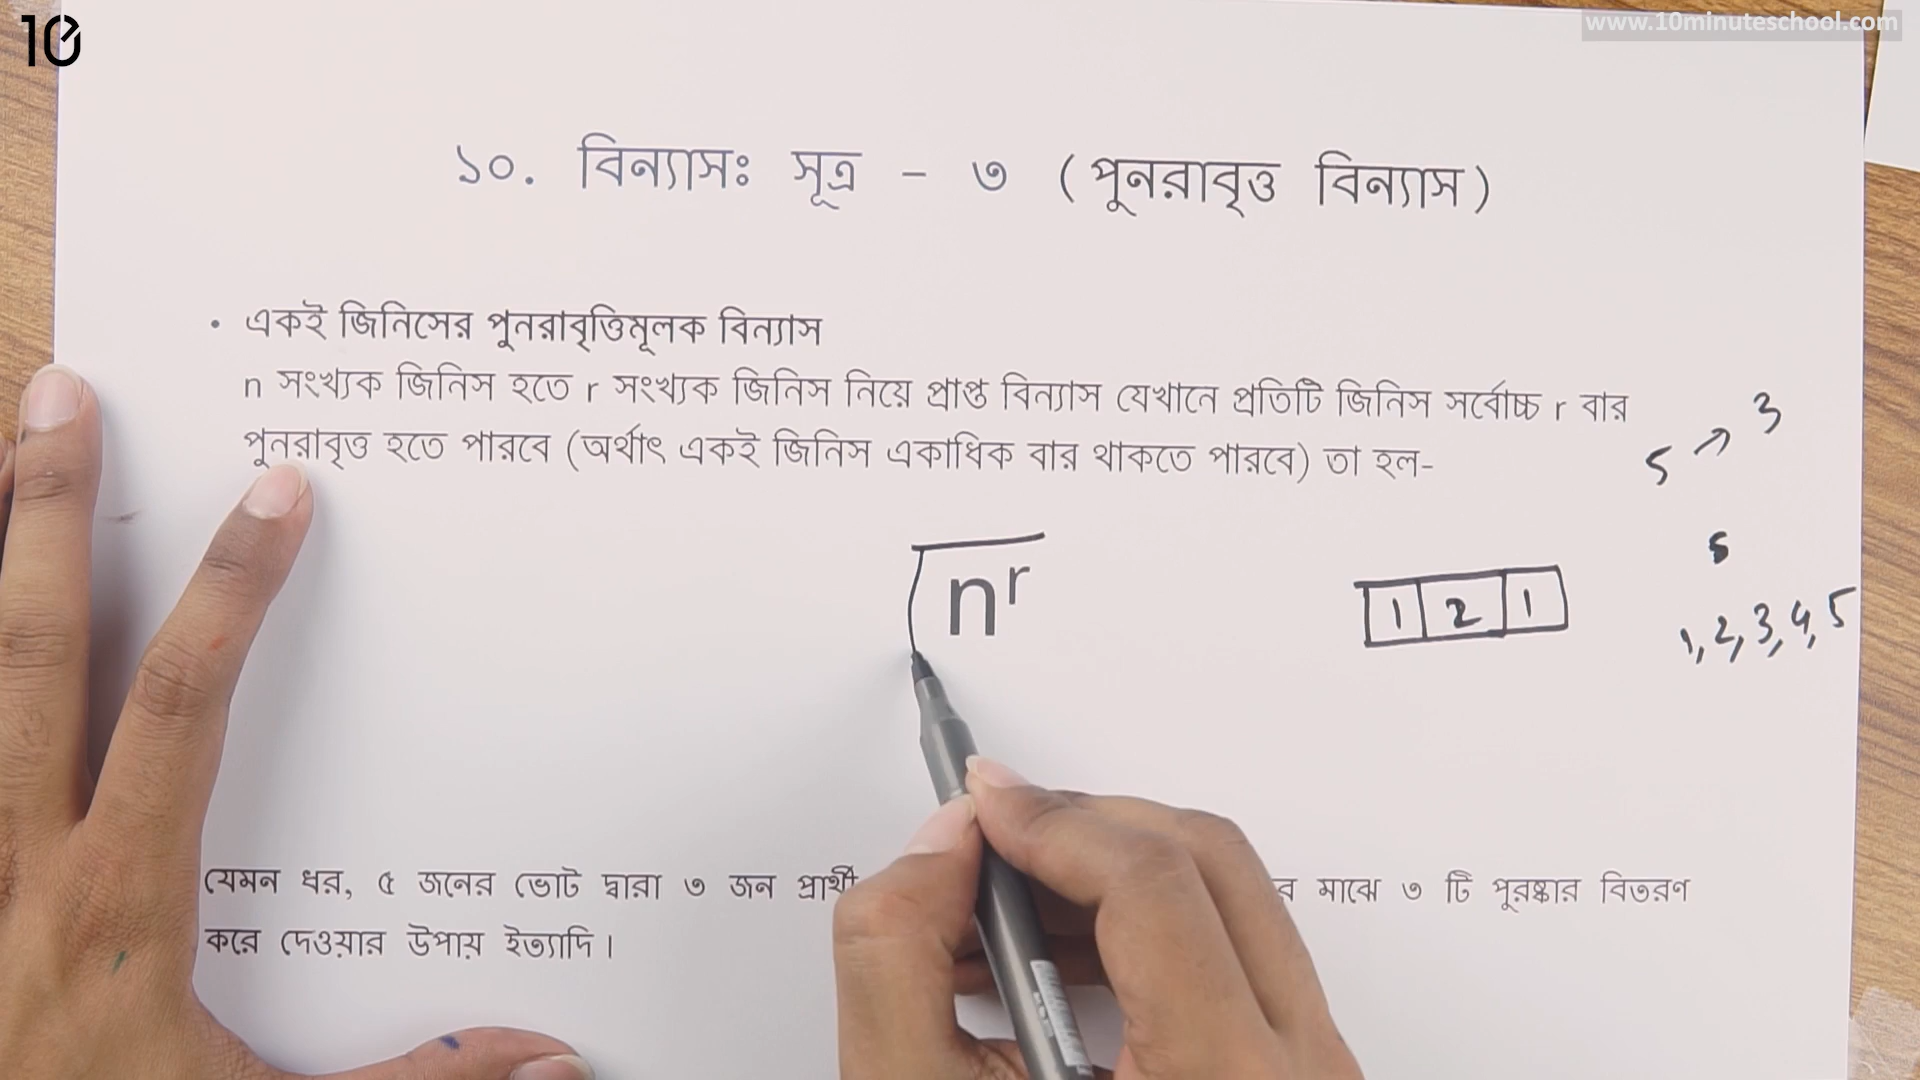 10
www.10minuteschool.com
১০. বিন্যাসঃ সূত্র - ৩ (পুনরাবৃত্ত বিন্যাস)
• একই জিনিসের পুনরাবৃত্তিমূলক বিন্যাস
n সংখ্যক জিনিস হতে r সংখ্যক জিনিস নিয়ে প্রাপ্ত বিন্যাস যেখানে প্রতিটি জিনিস সর্বোচ্চ r বার
পুনরাবৃত্ত হতে পারবে (অর্থাৎ একই জিনিস একাধিক বার থাকতে পারবে) তা হল-
5 → 3
n^r
1 2 1
1, 2, 3, 4, 5
যেমন ধর, ৫ জনের ভোট দ্বারা ৩ জন প্রার্থী মাঝে ৩ টি পুরষ্কার বিতরণ
করে দেওয়ার উপায় ইত্যাদি।